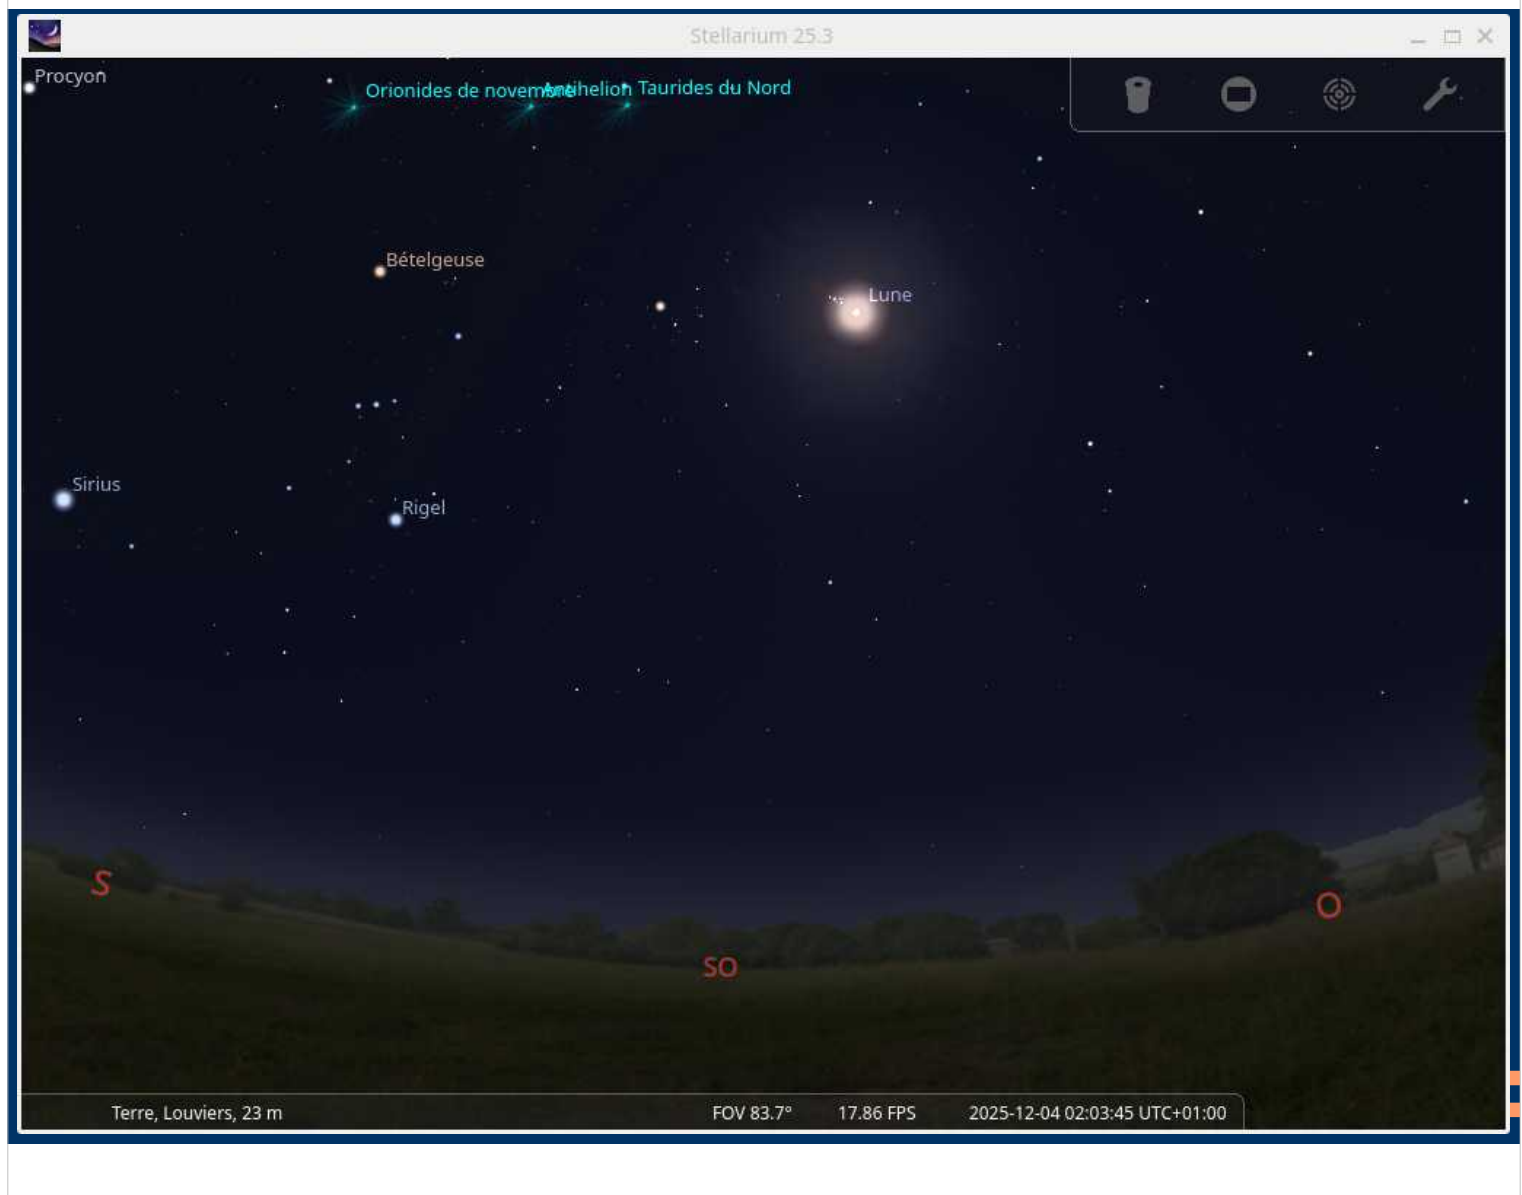 Stellarium 25.3
Procyon
Orionides de novembre
Antihelion
Taurides du Nord
Bételgeuse
Lune
Sirius
Rigel
S
O
SO
Terre, Louviers, 23 m
FOV 83.7°
17.86 FPS
2025-12-04 02:03:45 UTC+01:00